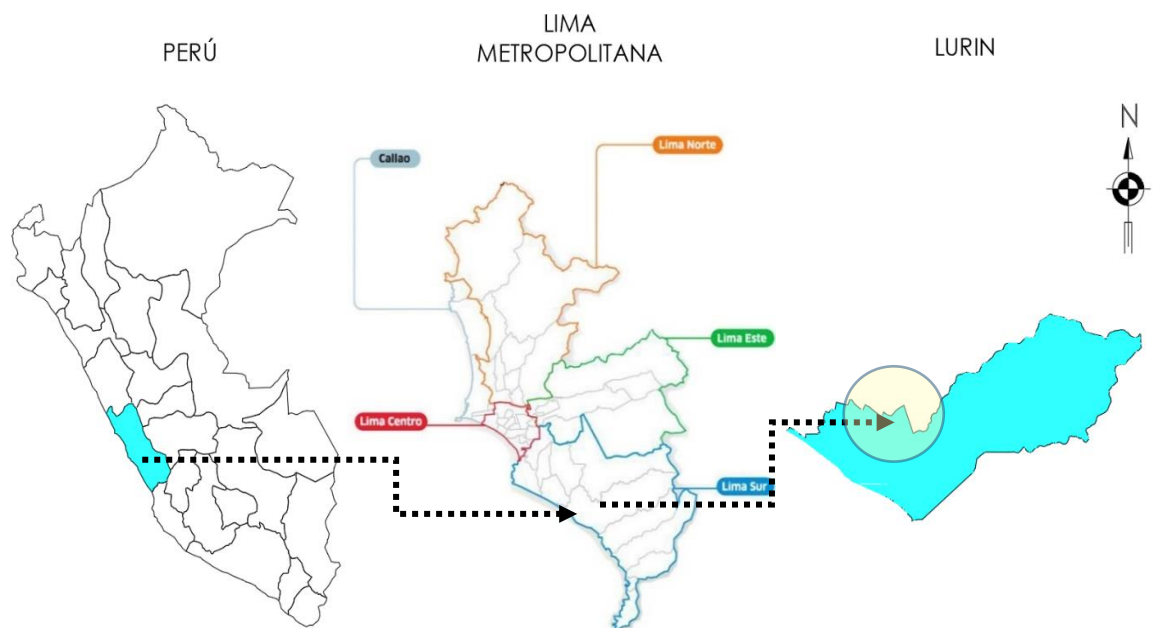 PERÚ
LIMA
METROPOLITANA
LURIN
N
Callao
Lima Norte
Lima Este
Lima Centro
Lima Sur